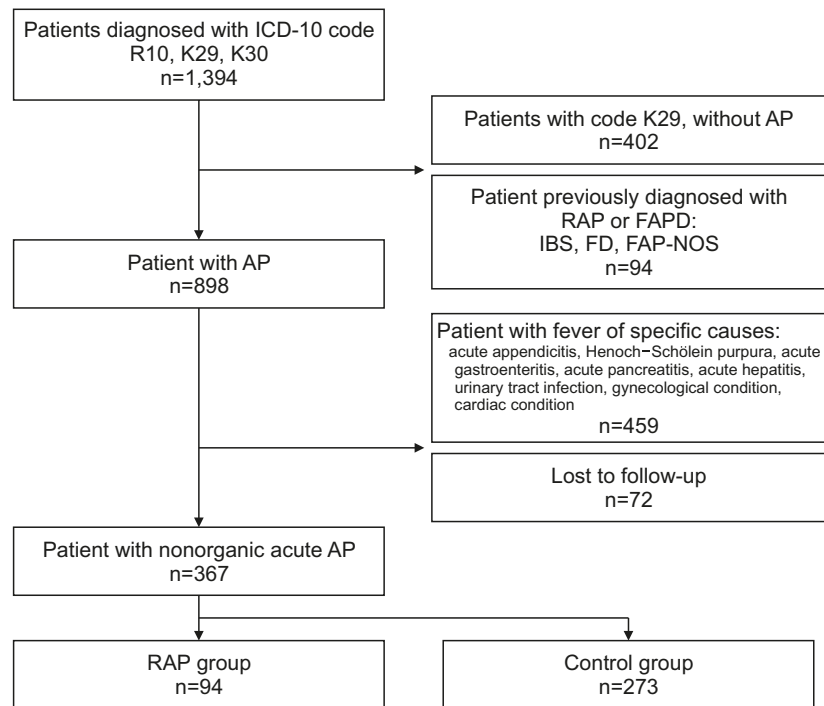 Patients diagnosed with ICD-10 code
R10, K29, K30
n=1,394
Patients with code K29, without AP
n=402
Patient previously diagnosed with
RAP or FAPD:
IBS, FD, FAP-NOS
n=94
Patient with AP
n=898
Patient with fever of specific causes:
acute appendicitis, Henoch−Schölein purpura, acute
gastroenteritis, acute pancreatitis, acute hepatitis,
urinary tract infection, gynecological condition,
cardiac condition
n=459
Lost to follow-up
n=72
Patient with nonorganic acute AP
n=367
RAP group
n=94
Control group
n=273